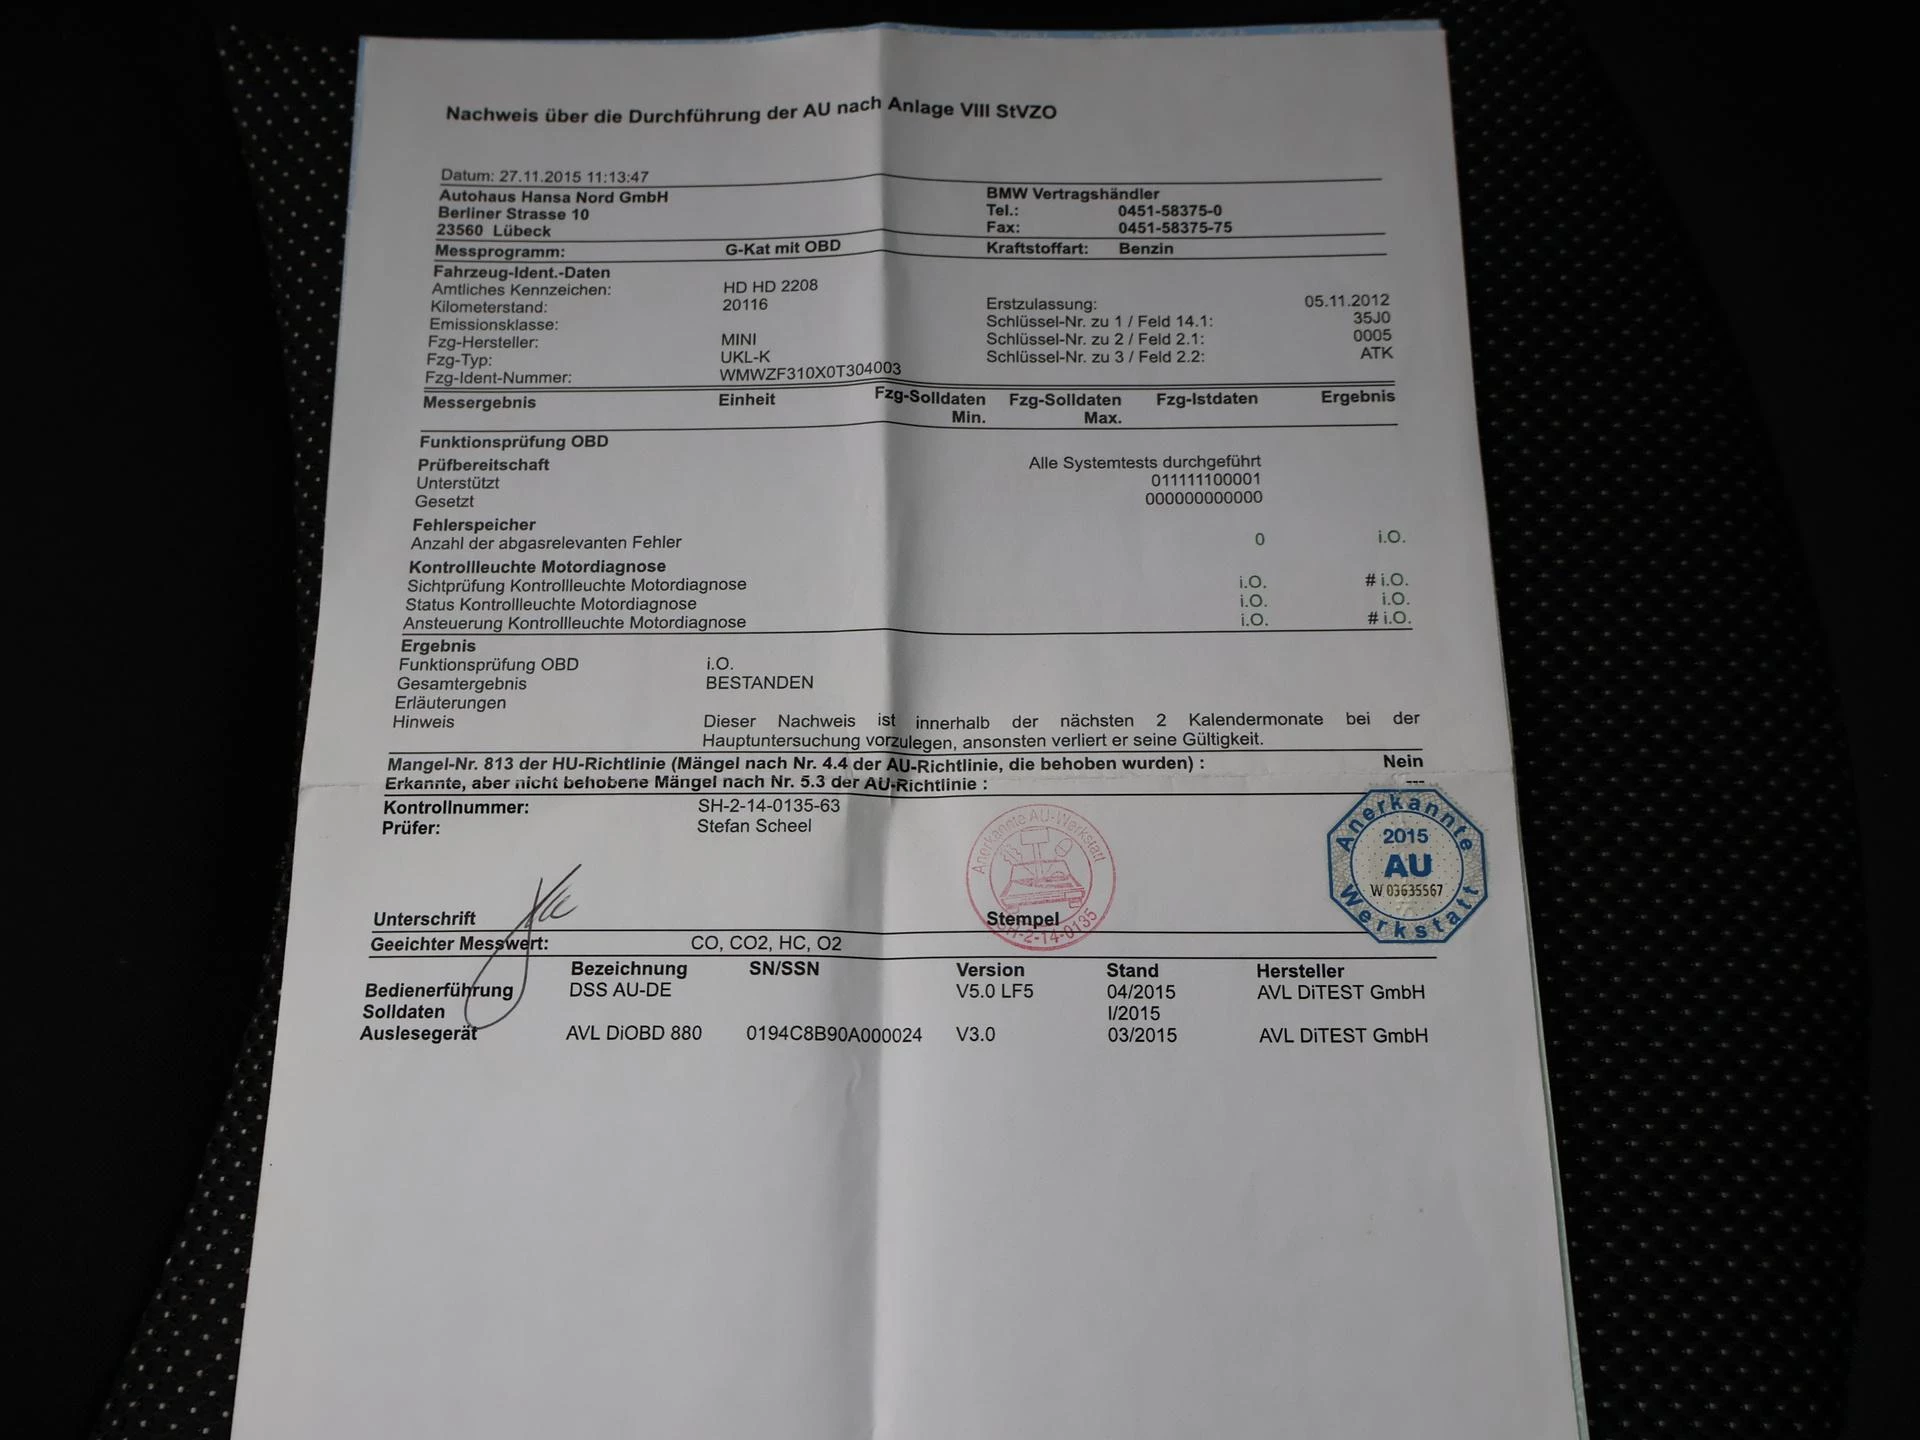 Nachweis über die Durchführung der AU nach Anlage VIII StVZO
Datum: 27.11.2015 11:13:47
Autohaus Hansa Nord GmbH BMW Vertragshändler
Berliner Strasse 10 Tel.: 0451-58375-0
23560 Lübeck Fax: 0451-58375-75
Messprogramm: G-Kat mit OBD Kraftstoffart: Benzin
Fahrzeug-Ident.-Daten
Amtliches Kennzeichen: HD HD 2208
Kilometerstand: 20116 Erstzulassung: 05.11.2012
Emissionsklasse: Schlüssel-Nr. zu 1 / Feld 14.1: 35J0
Fzg-Hersteller: MINI Schlüssel-Nr. zu 2 / Feld 2.1: 0005
Fzg-Typ: UKL-K Schlüssel-Nr. zu 3 / Feld 2.2: ATK
Fzg-Ident-Nummer: WMWZF310X0T304003
Messergebnis Einheit Fzg-Solldaten Fzg-Solldaten Fzg-Istdaten Ergebnis
Min. Max.
Funktionsprüfung OBD
Prüfbereitschaft Alle Systemtests durchgeführt
Unterstützt 011111100001
Gesetzt 000000000000
Fehlerspeicher
Anzahl der abgasrelevanten Fehler 0 i.O.
Kontrollleuchte Motordiagnose
Sichtprüfung Kontrollleuchte Motordiagnose i.O. # i.O.
Status Kontrollleuchte Motordiagnose i.O. i.O.
Ansteuerung Kontrollleuchte Motordiagnose i.O. # i.O.
Ergebnis
Funktionsprüfung OBD i.O.
Gesamtergebnis BESTANDEN
Erläuterungen
Hinweis Dieser Nachweis ist innerhalb der nächsten 2 Kalendermonate bei der
Hauptuntersuchung vorzulegen, ansonsten verliert er seine Gültigkeit.
Mangel-Nr. 813 der HU-Richtlinie (Mängel nach Nr. 4.4 der AU-Richtlinie, die behoben wurden) : Nein
Erkannte, aber nicht behobene Mängel nach Nr. 5.3 der AU-Richtlinie : ---
Kontrollnummer: SH-2-14-0135-63
Prüfer: Stefan Scheel
Anerkannte AU-Werkstatt
SH-2-14-0135
Anerkannte
2015
AU
W 03635567
Werkstatt
Unterschrift Stempel
Geeichter Messwert: CO, CO2, HC, O2
Bezeichnung SN/SSN Version Stand Hersteller
Bedienerführung DSS AU-DE V5.0 LF5 04/2015 AVL DiTEST GmbH
Solldaten I/2015
Auslesegerät AVL DiOBD 880 0194C8B90A000024 V3.0 03/2015 AVL DiTEST GmbH